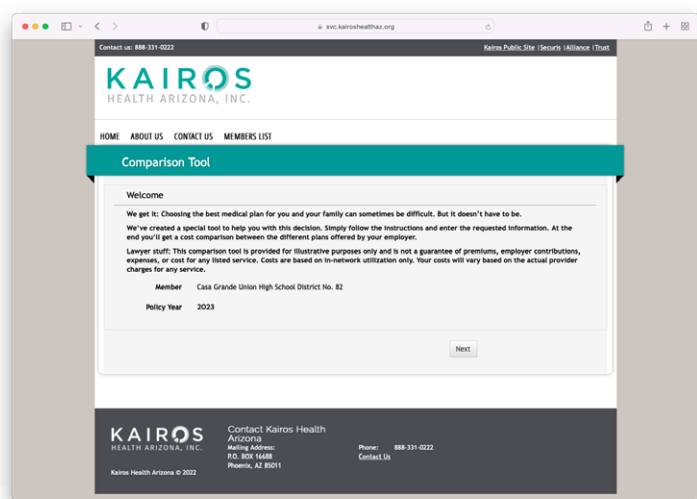 svc.kairoshealthaz.org
Contact us: 888-331-0222
Kairos Public Site | Securis | Alliance | Trust
KAIROS
HEALTH ARIZONA, INC.
HOME ABOUT US CONTACT US MEMBERS LIST
Comparison Tool
Welcome
We get it: Choosing the best medical plan for you and your family can sometimes be difficult. But it doesn't have to be.
We've created a special tool to help you with this decision. Simply follow the instructions and enter the requested information. At the
end you'll get a cost comparison between the different plans offered by your employer.
Lawyer stuff: This comparison tool is provided for illustrative purposes only and is not a guarantee of premiums, employer contributions,
expenses, or cost for any listed service. Costs are based on in-network utilization only. Your costs will vary based on the actual provider
charges for any service.
Member Casa Grande Union High School District No. 82
Policy Year 2023
Next
KAIROS
HEALTH ARIZONA, INC.
Kairos Health Arizona © 2022
Contact Kairos Health
Arizona
Mailing Address:
P.O. BOX 16688
Phoenix, AZ 85011
Phone: 888-331-0222
Contact Us